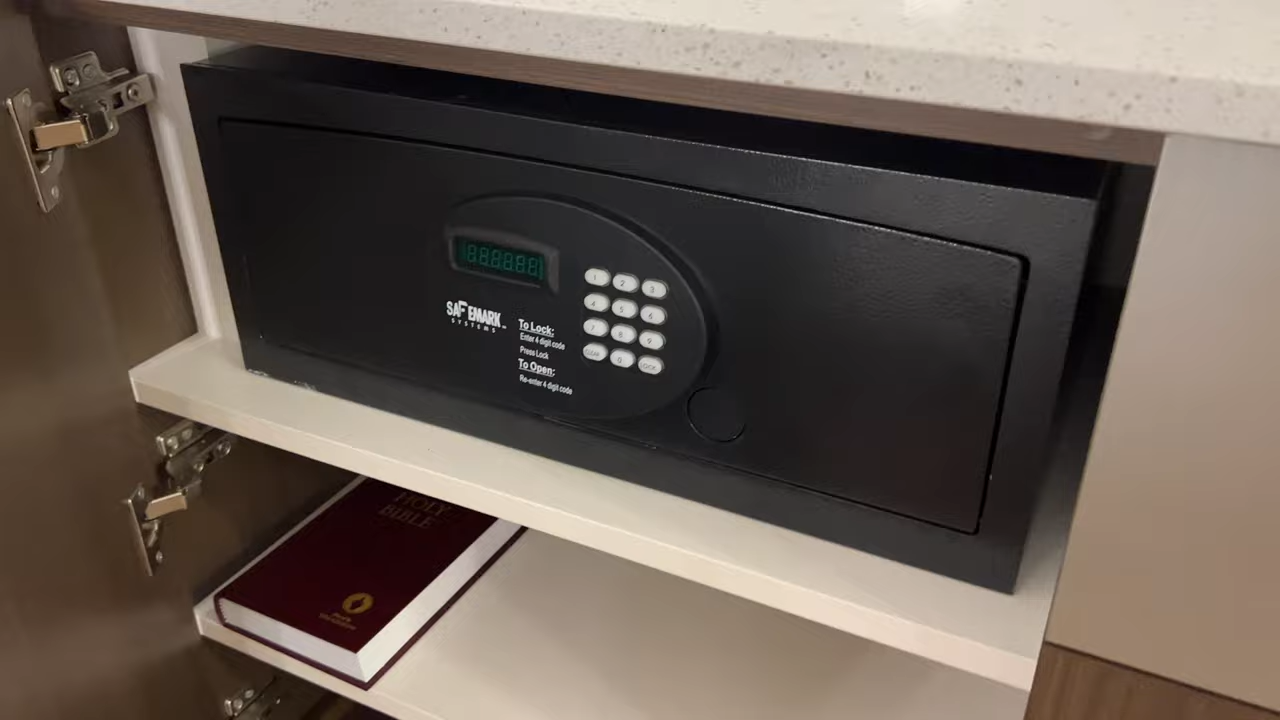 SAFEMARK
SYSTEMS
To Lock:
Enter 4 digit code
Press Lock
To Open:
Re-enter 4 digit code
1 2 3
4 5 6
7 8 9
CLEAR 0 LOCK
HOLY
BIBLE